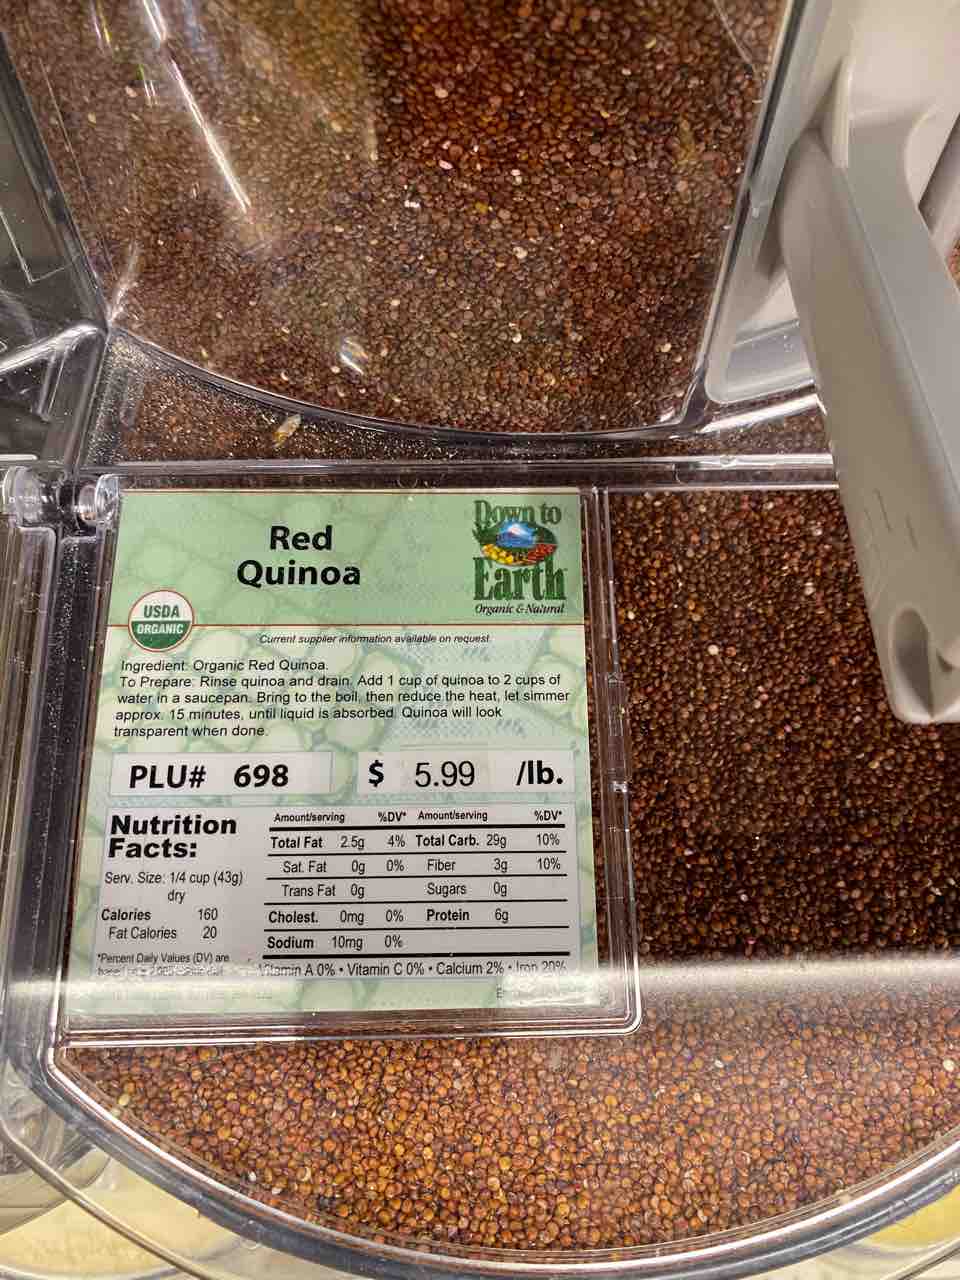 Red
Quinoa
Down to
Earth
Organic & Natural
USDA
ORGANIC
Current supplier information available on request.
Ingredient: Organic Red Quinoa.
To Prepare: Rinse quinoa and drain. Add 1 cup of quinoa to 2 cups of
water in a saucepan. Bring to the boil, then reduce the heat, let simmer
approx. 15 minutes, until liquid is absorbed. Quinoa will look
transparent when done.
PLU# 698 $ 5.99 /lb.
Nutrition
Facts:
Serv. Size: 1/4 cup (43g)
dry
Calories 160
Fat Calories 20
*Percent Daily Values (DV) are
Amount/serving %DV* Amount/serving %DV*
Total Fat 2.5g 4% Total Carb. 29g 10%
Sat. Fat 0g 0% Fiber 3g 10%
Trans Fat 0g Sugars 0g
Cholest. 0mg 0% Protein 6g
Sodium 10mg 0%
Vitamin A 0% • Vitamin C 0% • Calcium 2% • Iron 20%